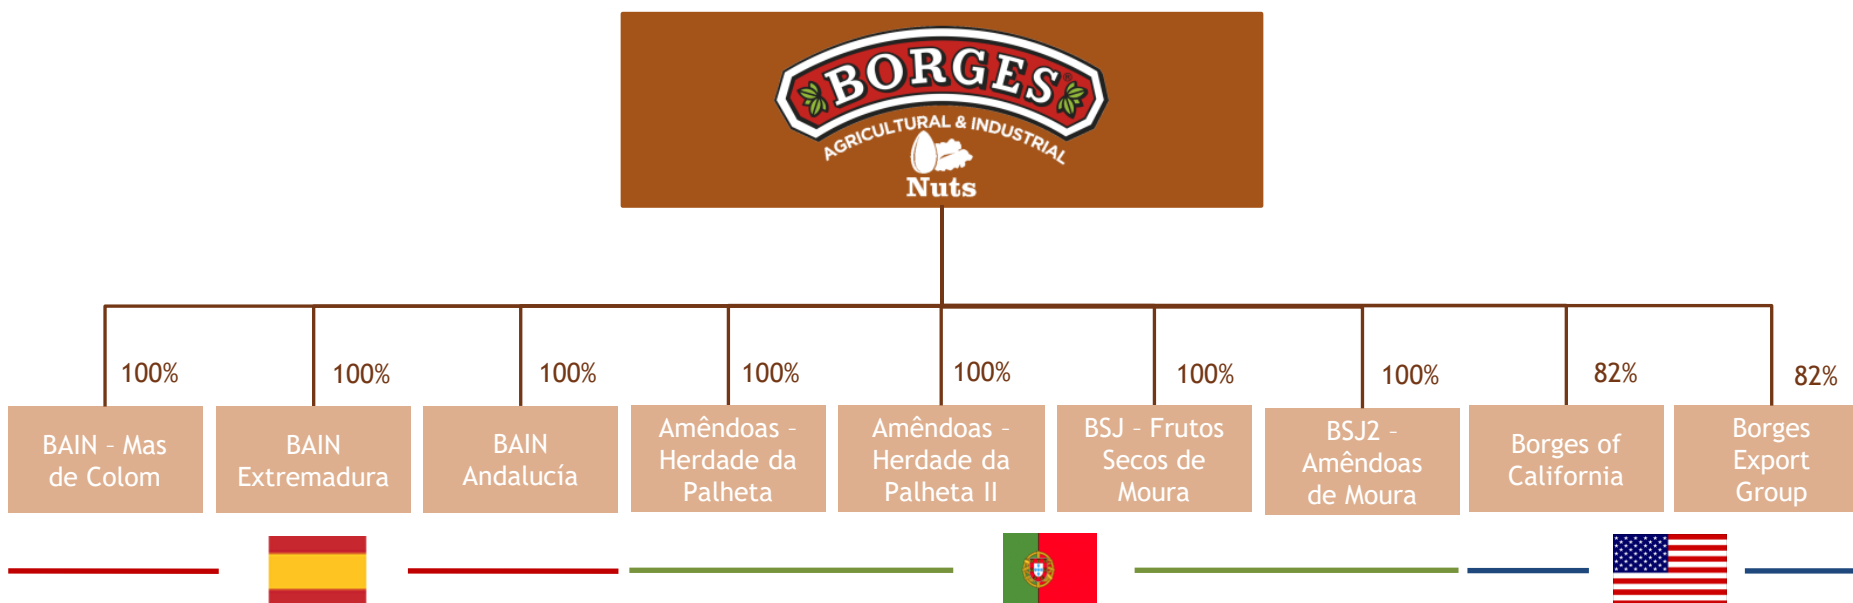 BORGES®
AGRICULTURAL & INDUSTRIAL
Nuts
100%
100%
100%
100%
100%
100%
100%
82%
82%
BAIN – Mas
de Colom
BAIN
Extremadura
BAIN
Andalucía
Amêndoas –
Herdade da
Palheta
Amêndoas –
Herdade da
Palheta II
BSJ – Frutos
Secos de
Moura
BSJ2 –
Amêndoas
de Moura
Borges of
California
Borges
Export
Group